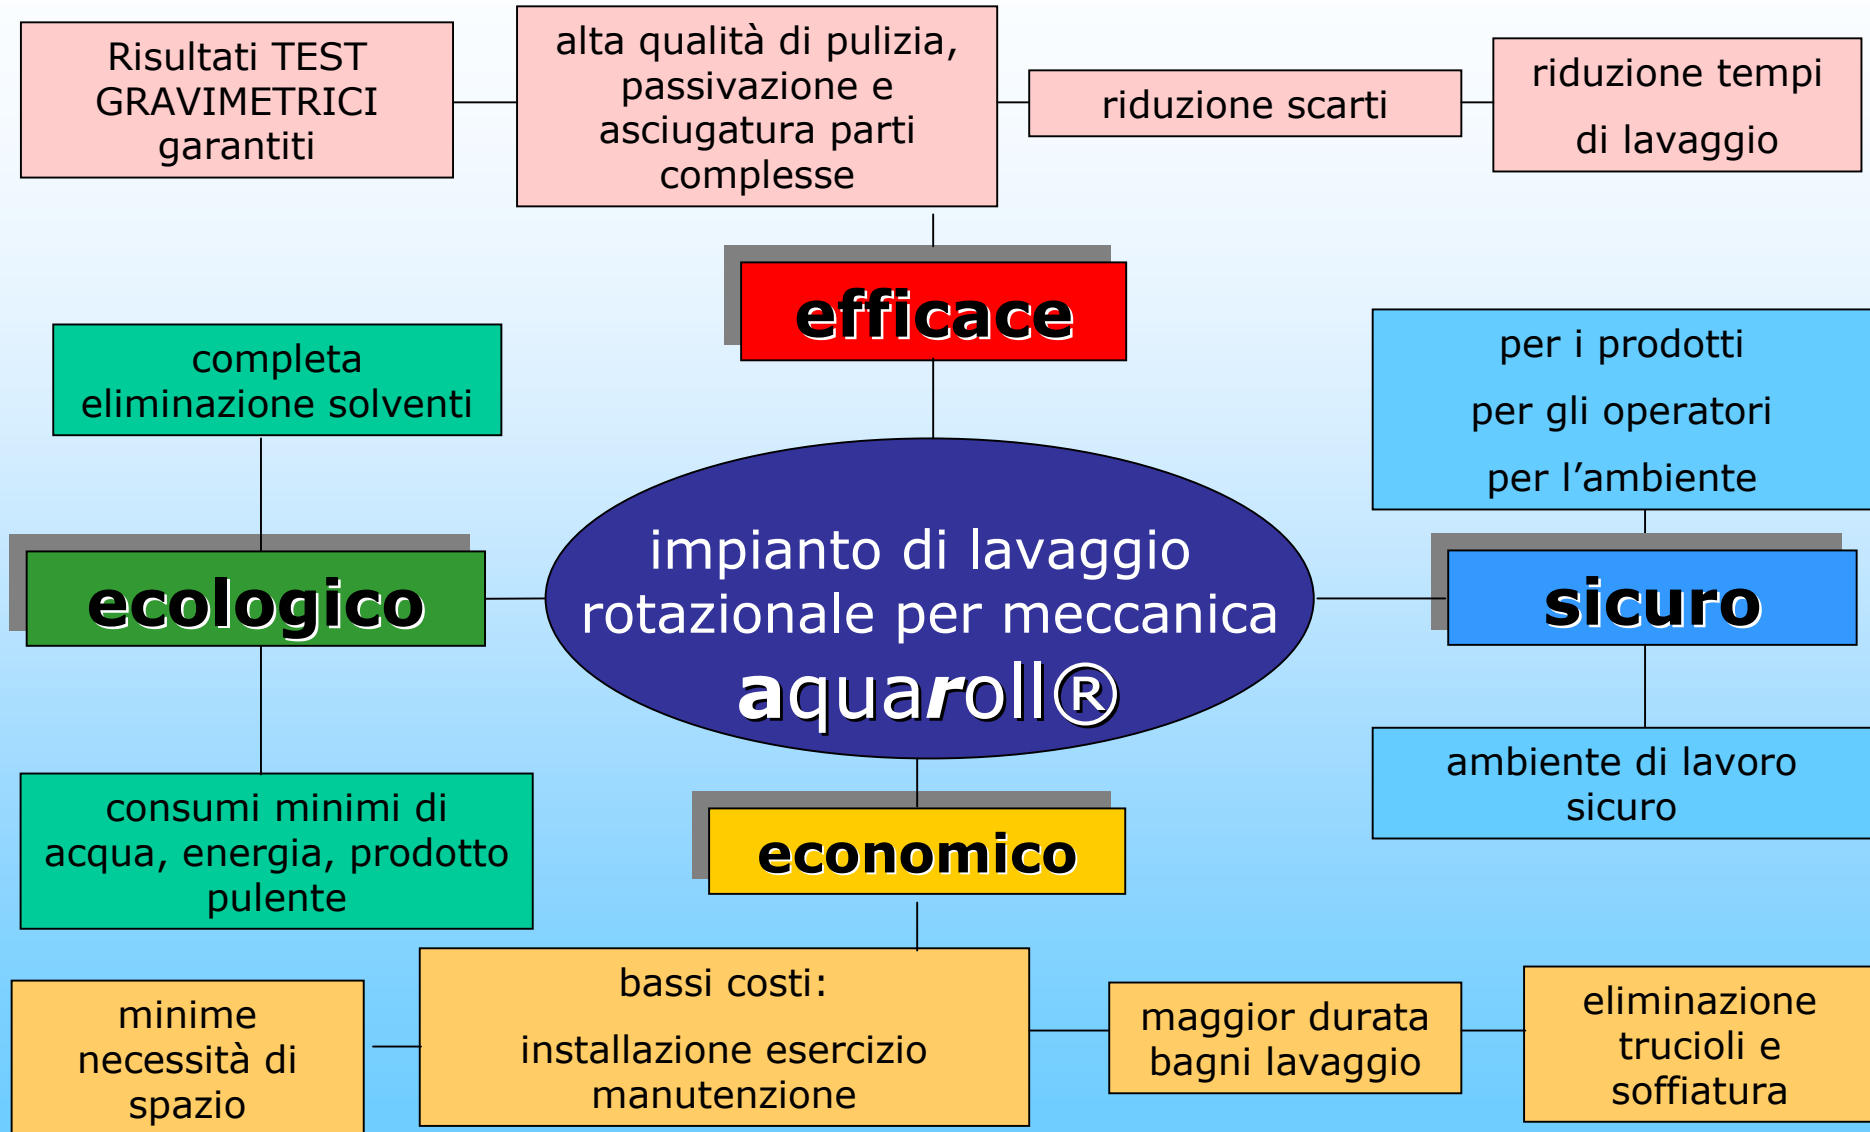 Risultati TEST
GRAVIMETRICI
garantiti
alta qualità di pulizia,
passivazione e
asciugatura parti
complesse
riduzione scarti
riduzione tempi
di lavaggio
efficace
completa
eliminazione solventi
per i prodotti
per gli operatori
per l’ambiente
ecologico
impianto di lavaggio
rotazionale per meccanica
aquaroll®
sicuro
consumi minimi di
acqua, energia, prodotto
pulente
ambiente di lavoro
sicuro
economico
minime
necessità di
spazio
bassi costi:
installazione esercizio
manutenzione
maggior durata
bagni lavaggio
eliminazione
trucioli e
soffiatura